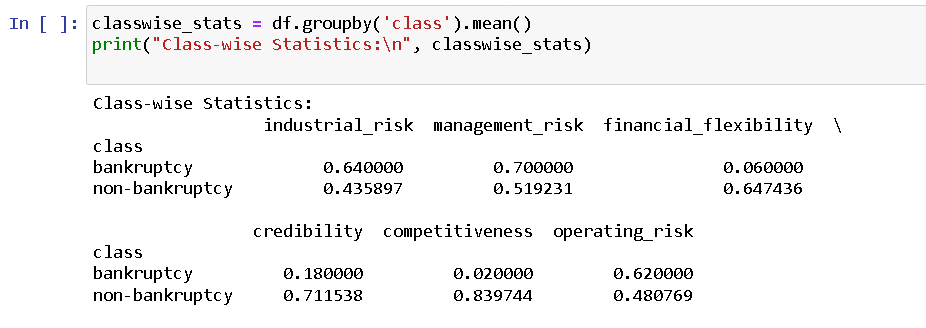 In [ ]: classwise_stats = df.groupby('class').mean()
print("Class-wise Statistics:\n", classwise_stats)
Class-wise Statistics:
industrial_risk management_risk financial_flexibility \
class
bankruptcy 0.640000 0.700000 0.060000
non-bankruptcy 0.435897 0.519231 0.647436
credibility competitiveness operating_risk
class
bankruptcy 0.180000 0.020000 0.620000
non-bankruptcy 0.711538 0.839744 0.480769